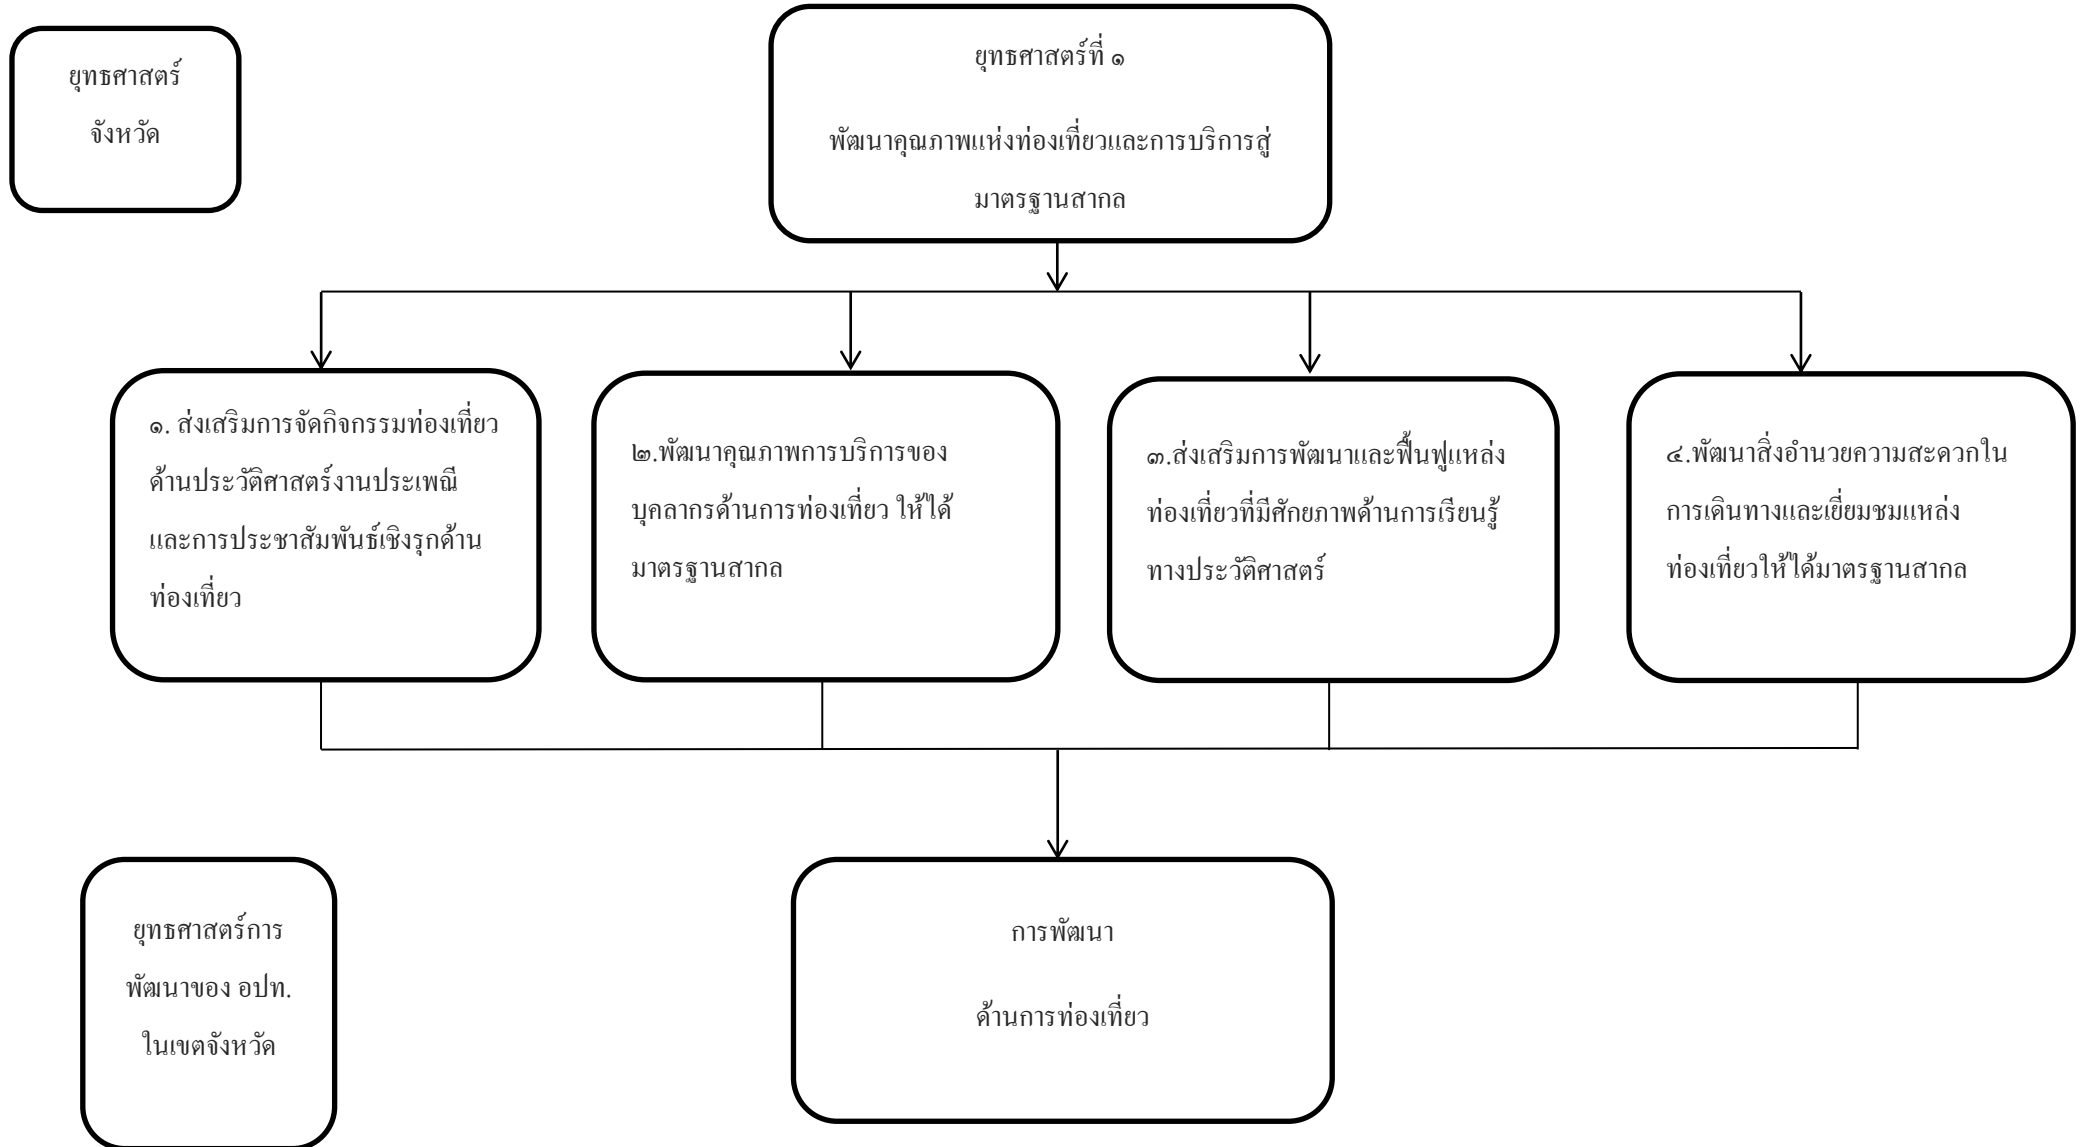 ยุทธศาสตร์
จังหวัด
ยุทธศาสตร์ที่ ๑
พัฒนาคุณภาพแห่งท่องเที่ยวและการบริการสู่
มาตรฐานสากล
๑. ส่งเสริมการจัดกิจกรรมท่องเที่ยว
ด้านประวัติศาสตร์งานประเพณี
และการประชาสัมพันธ์เชิงรุกด้าน
ท่องเที่ยว
๒.พัฒนาคุณภาพการบริการของ
บุคลากรด้านการท่องเที่ยว ให้ได้
มาตรฐานสากล
๓.ส่งเสริมการพัฒนาและฟื้นฟูแหล่ง
ท่องเที่ยวที่มีศักยภาพด้านการเรียนรู้
ทางประวัติศาสตร์
๔.พัฒนาสิ่งอำนวยความสะดวกใน
การเดินทางและเยี่ยมชมแหล่ง
ท่องเที่ยวให้ได้มาตรฐานสากล
ยุทธศาสตร์การ
พัฒนาของ อปท.
ในเขตจังหวัด
การพัฒนา
ด้านการท่องเที่ยว